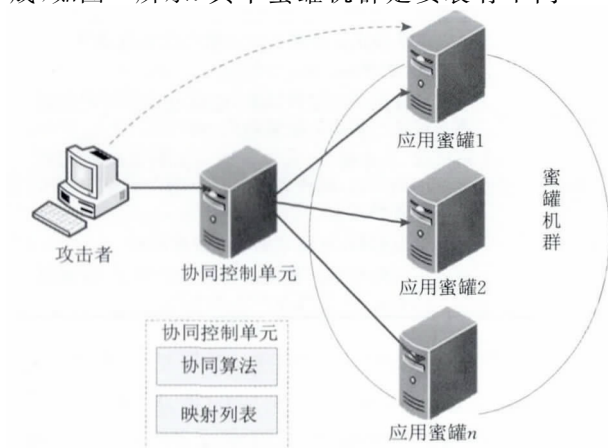 应用蜜罐1
蜜罐机群
攻击者
协同控制单元
应用蜜罐2
协同控制单元
协同算法
映射列表
应用蜜罐n